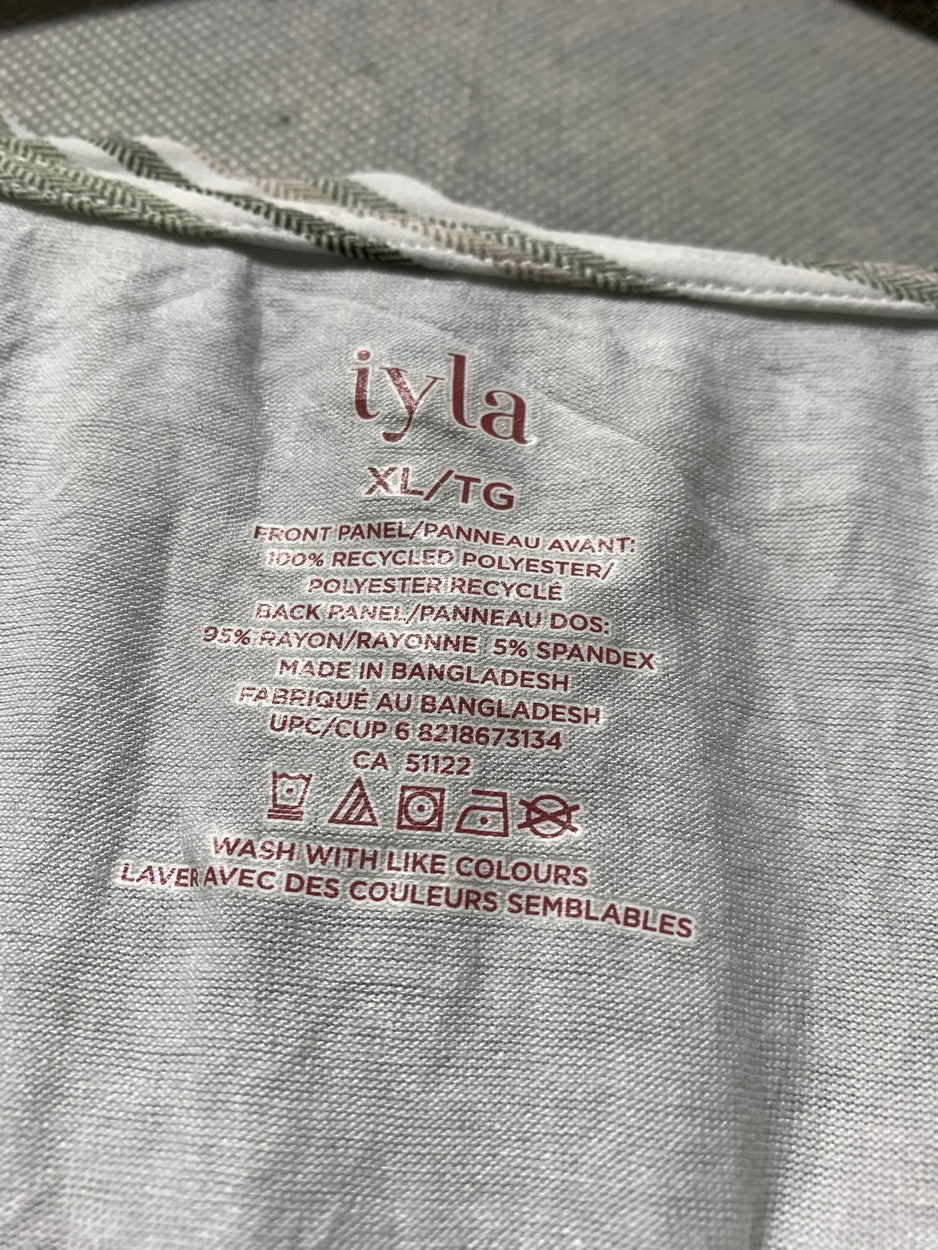 iyla
XL/TG
FRONT PANEL/PANNEAU AVANT:
100% RECYCLED POLYESTER/
POLYESTER RECYCLÉ
BACK PANEL/PANNEAU DOS:
95% RAYON/RAYONNE 5% SPANDEX
MADE IN BANGLADESH
FABRIQUÉ AU BANGLADESH
UPC/CUP 6 8218673134
CA 51122
WASH WITH LIKE COLOURS
LAVER AVEC DES COULEURS SEMBLABLES